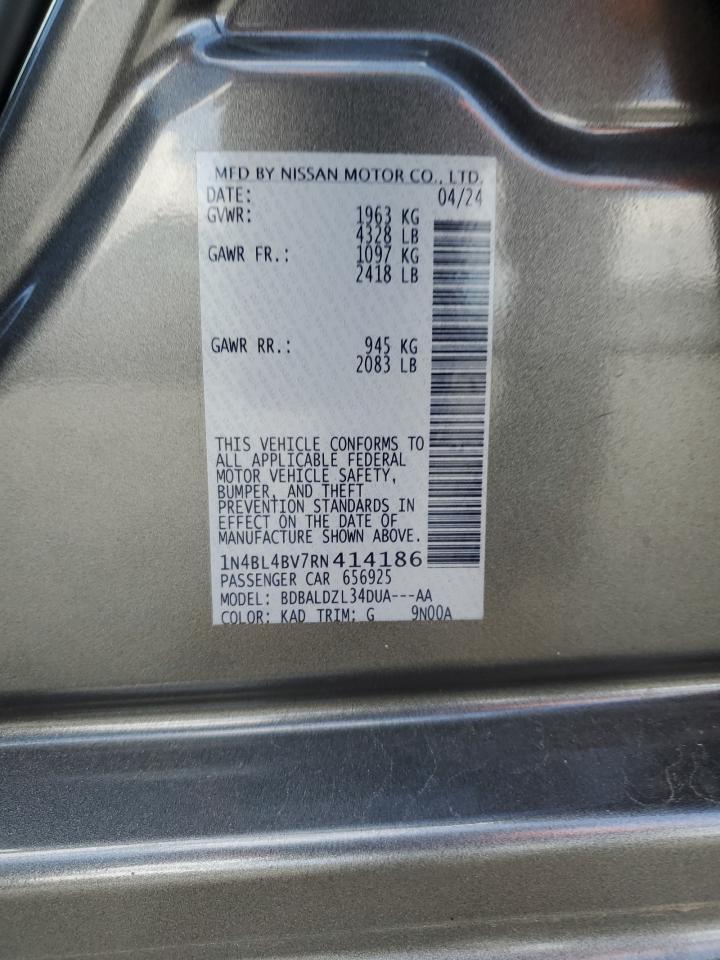 MFD BY NISSAN MOTOR CO., LTD.
DATE: 04/24
GVWR: 1963 KG
4328 LB
GAWR FR.: 1097 KG
2418 LB
GAWR RR.: 945 KG
2083 LB
THIS VEHICLE CONFORMS TO
ALL APPLICABLE FEDERAL
MOTOR VEHICLE SAFETY,
BUMPER, AND THEFT
PREVENTION STANDARDS IN
EFFECT ON THE DATE OF
MANUFACTURE SHOWN ABOVE.
1N4BL4BV7RN414186
PASSENGER CAR 656925
MODEL: BDBALDZL34DUA---AA
COLOR: KAD TRIM: G 9N00A